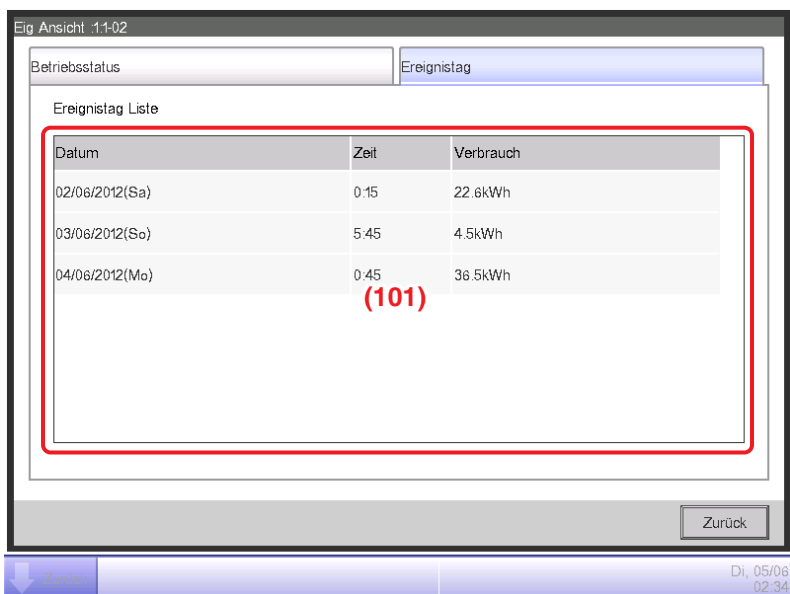 Eig Ansicht :1:1-02
Betriebsstatus Ereignistag
Ereignistag Liste
Datum Zeit Verbrauch
02/06/2012(Sa) 0:15 22.6kWh
03/06/2012(So) 5:45 4.5kWh
04/06/2012(Mo) 0:45 36.5kWh
(101)
Zurück
Zurück Di, 05/06
02:34